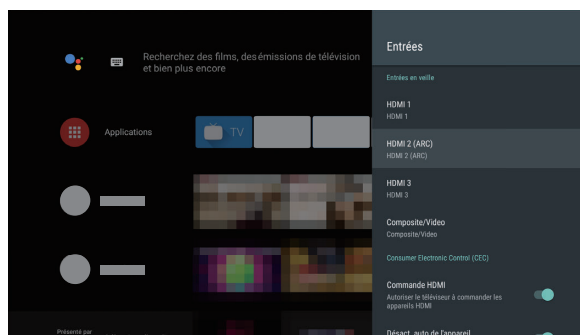 Recherchez des films, des émissions de télévision
et bien plus encore
Applications
TV
Présenté par
Entrées
Entrées en veille
HDMI 1
HDMI 1
HDMI 2 (ARC)
HDMI 2 (ARC)
HDMI 3
HDMI 3
Composite/Video
Composite/Video
Consumer Electronic Control (CEC)
Commande HDMI
Autoriser le téléviseur à commander les
appareils HDMI
Désact. auto de l'appareil